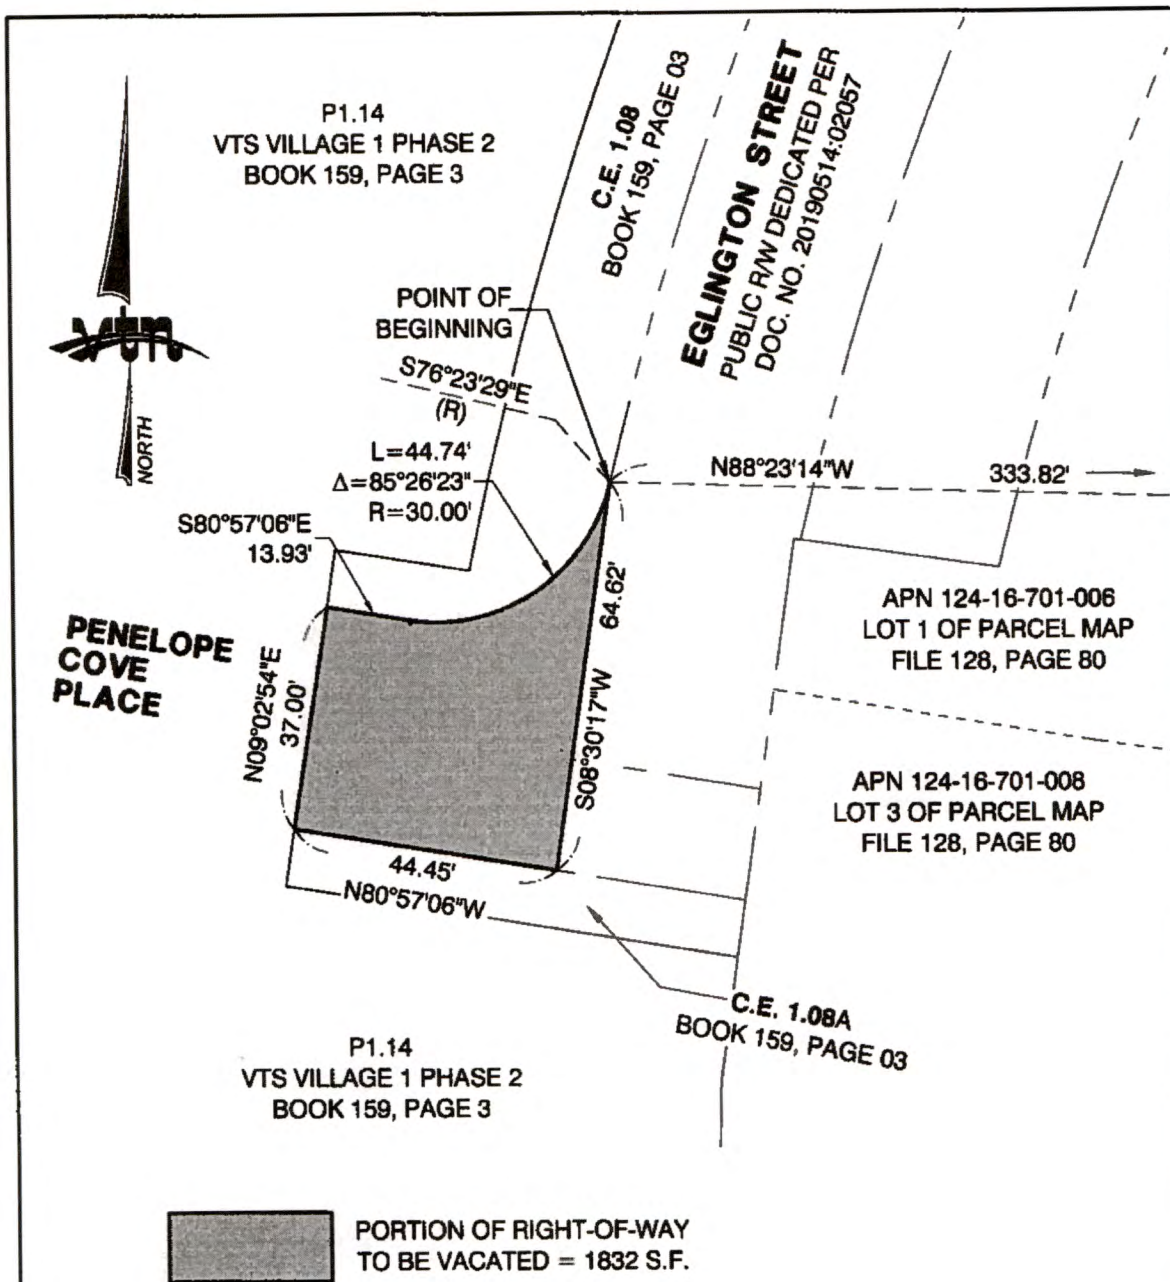 P1.14
VTS VILLAGE 1 PHASE 2
BOOK 159, PAGE 3
C.E. 1.08
BOOK 159, PAGE 03
EGLINGTON STREET
PUBLIC R/W DEDICATED PER
DOC. NO. 20190514:02057
vtn
NORTH
POINT OF
BEGINNING
S76°23'29"E
(R)
L=44.74'
Δ=85°26'23"
R=30.00'
N88°23'14"W
333.82'
S80°57'06"E
13.93'
PENELOPE
COVE
PLACE
N09°02'54"E
37.00'
64.62'
S08°30'17"W
APN 124-16-701-006
LOT 1 OF PARCEL MAP
FILE 128, PAGE 80
APN 124-16-701-008
LOT 3 OF PARCEL MAP
FILE 128, PAGE 80
44.45'
N80°57'06"W
C.E. 1.08A
BOOK 159, PAGE 03
P1.14
VTS VILLAGE 1 PHASE 2
BOOK 159, PAGE 3
PORTION OF RIGHT-OF-WAY
TO BE VACATED = 1832 S.F.